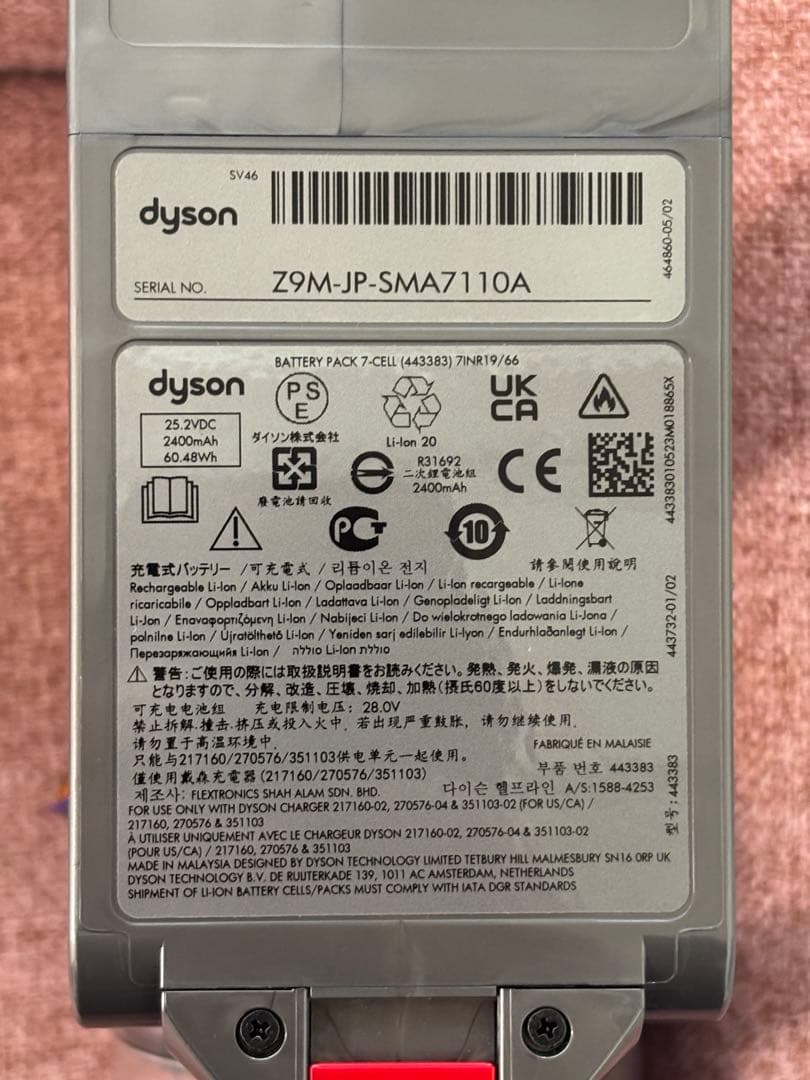 SV46
dyson
464860-05/02
SERIAL NO. Z9M-JP-SMA7110A
BATTERY PACK 7-CELL (443383) 7INR19/66
dyson
PS
E
UK
CA
25.2VDC
2400mAh
60.48Wh
ダイソン株式会社
Li-Ion 20
R31692
二次鋰電池組
2400mAh
CE
廢電池請回收
443383010523M018865X
10
充電式バッテリー /可充電式 / 리튬이온 전지
請參閱使用說明
Rechargeable Li-Ion / Akku Li-Ion / Oplaadbaar Li-Ion / Li-Ion recargeable / Li-Ione
ricaricabile / Oppladbart Li-Ion / Ladattava Li-Ion / Genopladeligt Li-Ion / Laddningsbart
Li-Jon / Επαναφορτιζόμενη Li-Ion / Nabijecí Li-Ion / Do wielokrotnego ładowania Li-Jona /
polnilne Li-Ion / Újratölthető Li-Ion / Yeniden sarj edilebilir Li-Iyon / Endurhlaðanlegt Li-Ion /
Перезаряжающийся Li-Ion / סוללה Li-Ion סוללת
443732-01/02
警告:ご使用の際には取扱説明書をお読みください。発熱、発火、爆発、漏液の原因
となりますので、分解、改造、圧壊、焼却、加熱(摂氏60度以上)をしないでください。
可充电电池组 充电限制电压: 28.0V
禁止拆解·撞击·挤压或投入火中. 若出现严重鼓胀, 请勿继续使用.
请勿置于高温环境中.
FABRIQUÉ EN MALAISIE
只能与217160/270576/351103供电单元一起使用。
僅使用戴森充電器(217160/270576/351103)
부품 번호 443383
제조사: FLEXTRONICS SHAH ALAM SDN. BHD.
다이슨 헬프라인 A/S:1588-4253
型号: 443383
FOR USE ONLY WITH DYSON CHARGER 217160-02, 270576-04 & 351103-02 (FOR US/CA) /
217160, 270576 & 351103
À UTILISER UNIQUEMENT AVEC LE CHARGEUR DYSON 217160-02, 270576-04 & 351103-02
(POUR US/CA) / 217160, 270576 & 351103
MADE IN MALAYSIA DESIGNED BY DYSON TECHNOLOGY LIMITED TETBURY HILL MALMESBURY SN16 0RP UK
DYSON TECHNOLOGY B.V. DE RUIJTERKADE 139, 1011 AC AMSTERDAM, NETHERLANDS
SHIPMENT OF LI-ION BATTERY CELLS/PACKS MUST COMPLY WITH IATA DGR STANDARDS